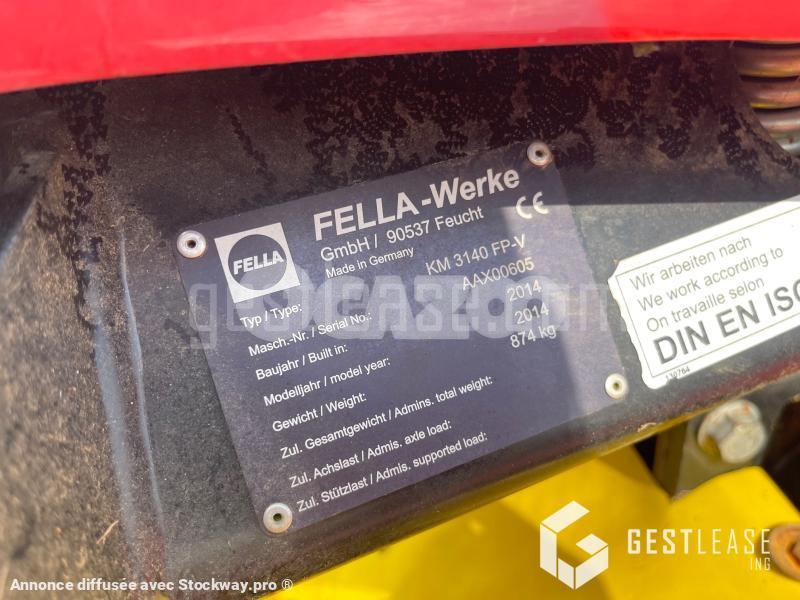 FELLA
FELLA-Werke
GmbH / 90537 Feucht
Made in Germany
CE
Typ / Type: KM 3140 FP-V
Masch.-Nr. / Serial No.: AAX00605
Baujahr / Built in: 2014
Modelljahr / model year: 2014
Gewicht / Weight: 874 kg
Zul. Gesamtgewicht / Admins. total weight:
Zul. Achslast / Admis. axle load:
Zul. Stützlast / Admis. supported load:
Wir arbeiten nach
We work according to
On travaille selon
DIN EN ISO
139764
GESTLEASE
ING
Annonce diffusée avec Stockway.pro ®